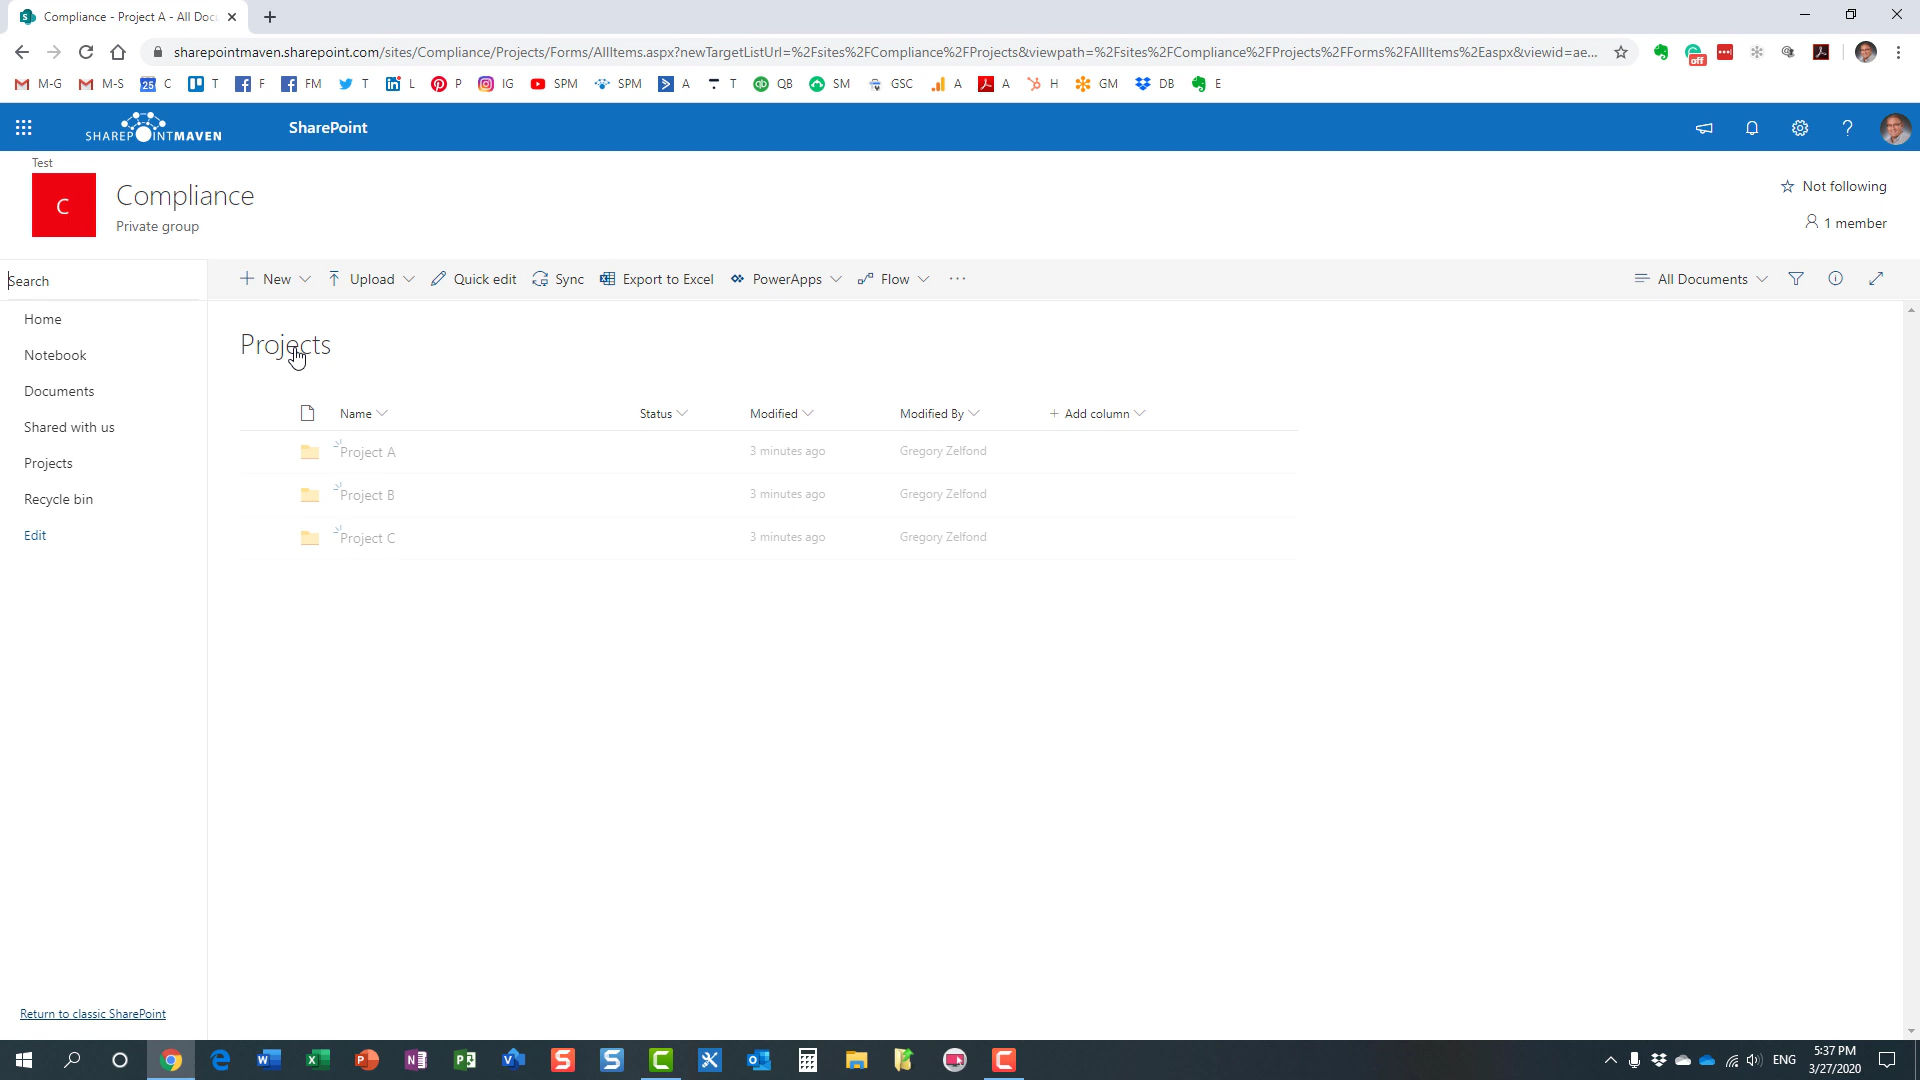 Compliance - Project A - All Doc
sharepointmaven.sharepoint.com/sites/Compliance/Projects/Forms/AllItems.aspx?newTargetListUrl=%2Fsites%2FCompliance%2FProjects&viewpath=%2Fsites%2FCompliance%2FProjects%2FForms%2FAllItems%2Easpx&viewid=ae...
off
M-G M-S 25 C T F FM T L P IG SPM SPM A T QB SM GSC A A H GM DB E
SHAREPOINTMAVEN SharePoint ?
Test
C
Compliance
Private group
Not following
1 member
Search
New Upload Quick edit Sync Export to Excel PowerApps Flow ... All Documents
Home
Notebook
Documents
Shared with us
Projects
Recycle bin
Edit
Projects
Name Status Modified Modified By + Add column
Project A 3 minutes ago Gregory Zelfond
Project B 3 minutes ago Gregory Zelfond
Project C 3 minutes ago Gregory Zelfond
Return to classic SharePoint
ENG
5:37 PM
3/27/2020